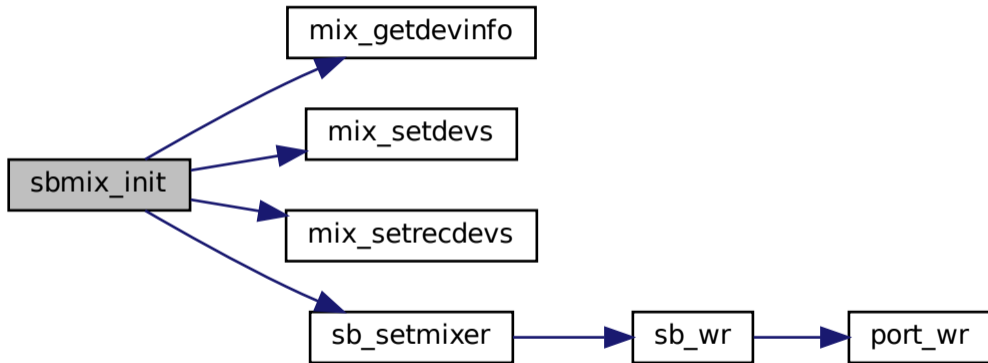 mix_getdevinfo
mix_setdevs
sbmix_init
mix_setrecdevs
sb_setmixer
sb_wr
port_wr